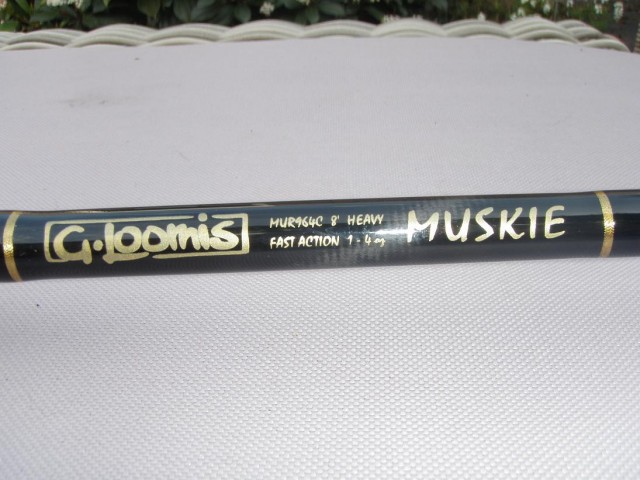 G.Loomis
MUR964C 8' HEAVY
FAST ACTION 1-4 oz
MUSKIE